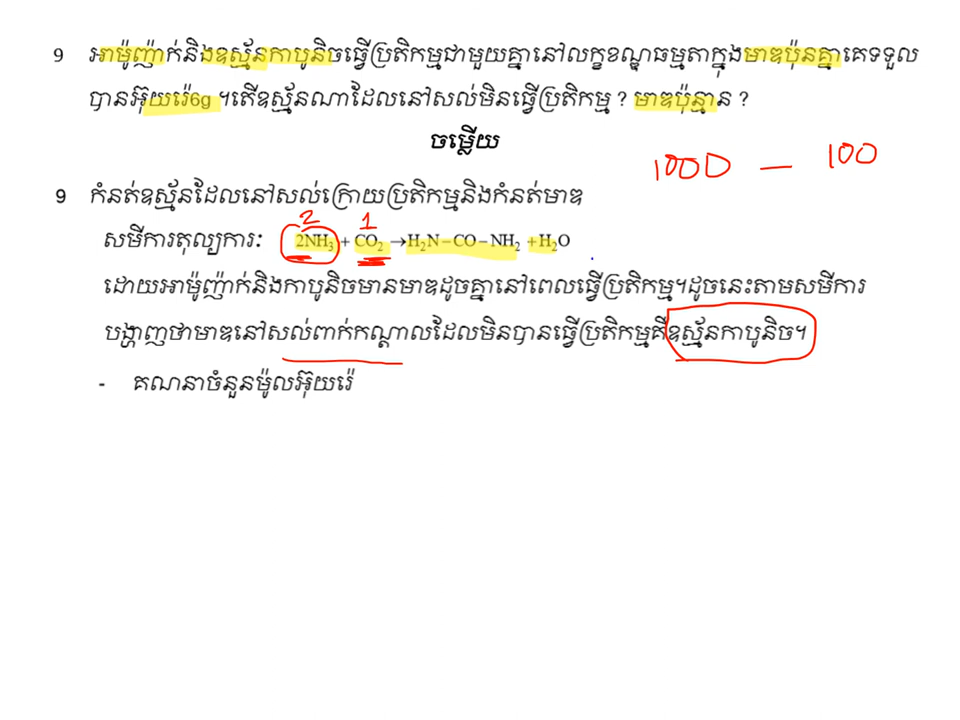 9 អាម៉ូញ៉ាក់និងឧស្ម័នកាបូនិចធ្វើប្រតិកម្មជាមួយគ្នានៅលក្ខខណ្ឌធម្មតាក្នុងមាឌប៉ុនគ្នាគេទទួល
បានអ៊ុយរ៉េ6g ។តើឧស្ម័នណាដែលនៅសល់មិនធ្វើប្រតិកម្ម ? មាឌប៉ុន្មាន ?
ចម្លើយ
1000 — 100
9 កំនត់ឧស្ម័នដែលនៅសល់ក្រោយប្រតិកម្មនិងកំនត់មាឌ
2 1
សមីការតុល្យការ: 2NH₃ + CO₂ →H₂N−CO−NH₂ +H₂O
ដោយអាម៉ូញ៉ាក់និងកាបូនិចមានមាឌដូចគ្នានៅពេលធ្វើប្រតិកម្ម។ដូចនេះតាមសមីការ
បង្ហាញថាមាឌនៅសល់ពាក់កណ្តាលដែលមិនបានធ្វើប្រតិកម្មគឺឧស្ម័នកាបូនិច។
- គណនាចំនួនម៉ូលអ៊ុយរ៉េ